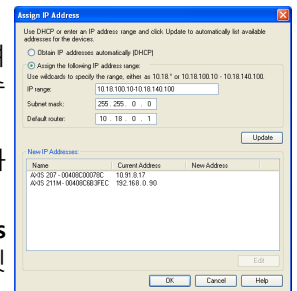 Assign IP Address
Use DHCP or enter an IP address range and click Update to automatically list available
addresses for the devices.
Obtain IP addresses automatically (DHCP)
Assign the following IP address range:
Use wildcards to specify the range, either as 10.18.* or 10.18.100.10 - 10.18.140.100.
IP range: 10.18.100.10-10.18.140.100
Subnet mask: 255 . 255 . 0 . 0
Default router: 10 . 18 . 0 . 1
Update
New IP Addresses:
Name Current Address New Address
AXIS 207 - 00408C00078C 10.91.8.17
AXIS 211M - 00408C6B3FEC 192.168.0.90
Edit
OK Cancel Help